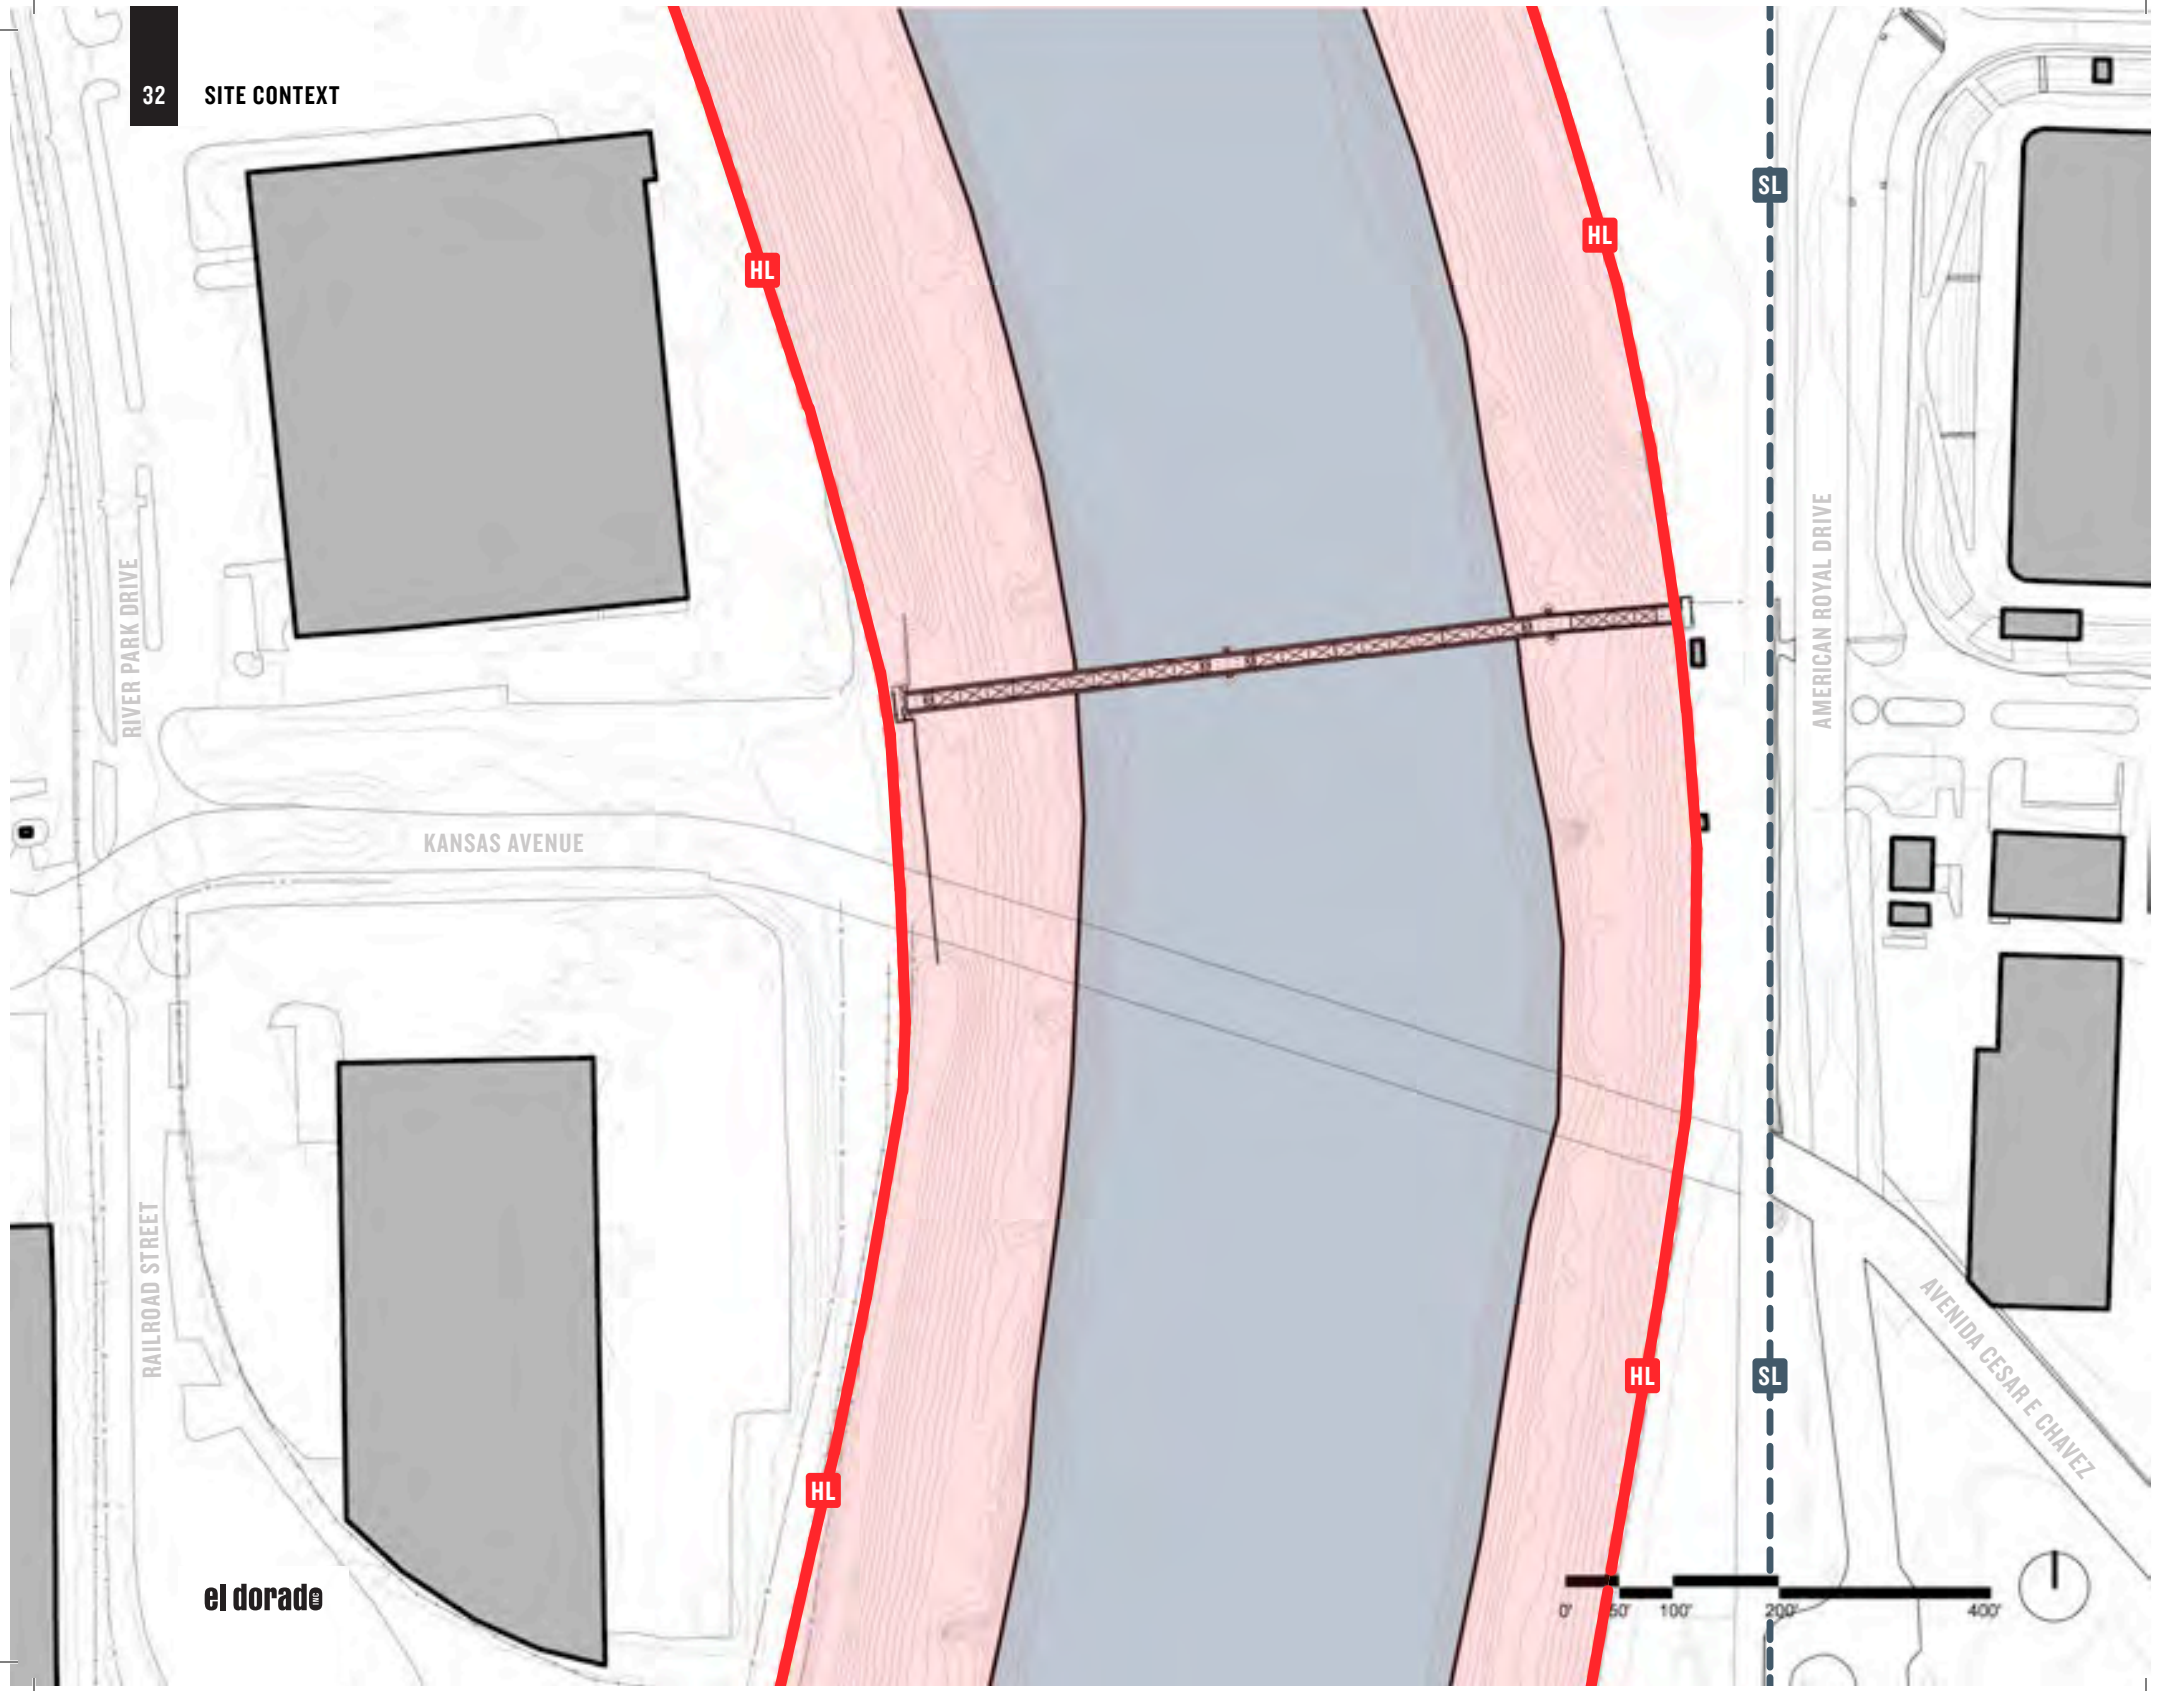 32 SITE CONTEXT
SL
HL
HL
AMERICAN ROYAL DRIVE
RIVER PARK DRIVE
KANSAS AVENUE
RAILROAD STREET
AVENIDA CESAR E CHAVEZ
HL
SL
HL
el dorado INC
0' 50' 100' 200' 400'